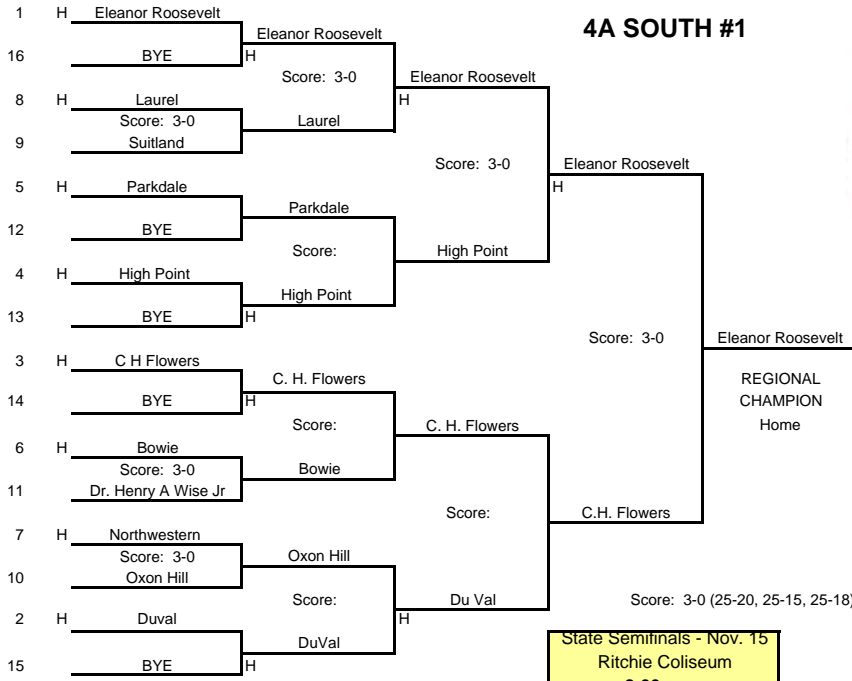 4A SOUTH #1
1 H Eleanor Roosevelt
Eleanor Roosevelt
16 BYE H
Score: 3-0
Eleanor Roosevelt
8 H Laurel H
Score: 3-0
Laurel
9 Suitland
Score: 3-0
Eleanor Roosevelt
5 H Parkdale H
Parkdale
12 BYE
Score:
High Point
4 H High Point
High Point
13 BYE H
Score: 3-0
Eleanor Roosevelt
3 H C H Flowers
C. H. Flowers
REGIONAL
CHAMPION
Home
14 BYE H
Score:
C. H. Flowers
6 H Bowie
Score: 3-0
Bowie
11 Dr. Henry A Wise Jr
Score:
C.H. Flowers
7 H Northwestern
Score: 3-0
Oxon Hill
10 Oxon Hill
Score:
Du Val
Score: 3-0 (25-20, 25-15, 25-18)
2 H Duval H
DuVal
15 BYE H
State Semifinals - Nov. 15
Ritchie Coliseum